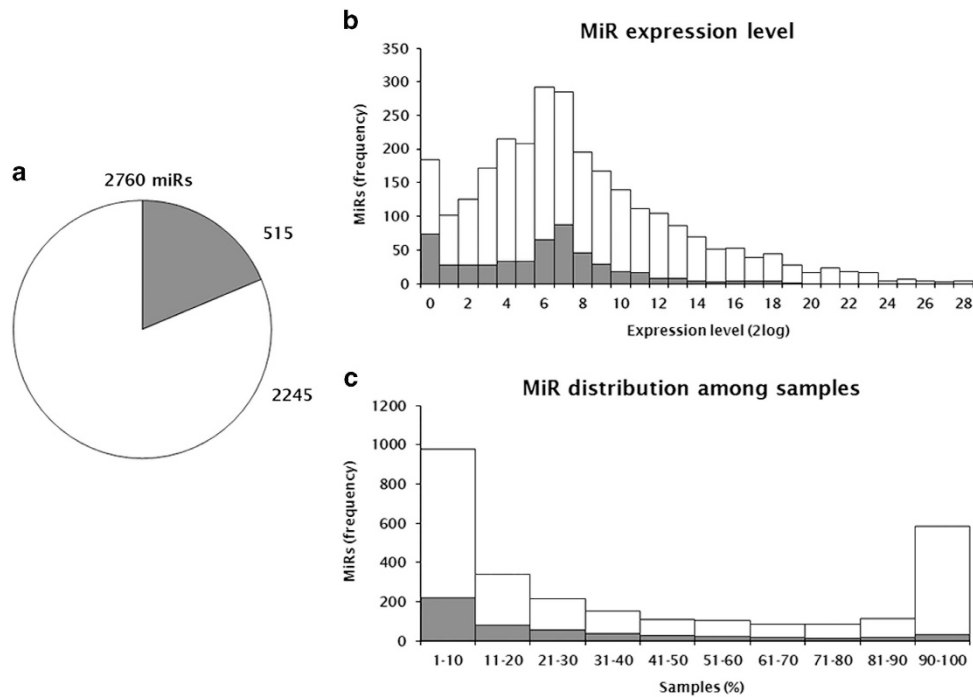 a
2760 miRs
515
2245
b
MiR expression level
MiRs (frequency)
350
300
250
200
150
100
50
0
0 2 4 6 8 10 12 14 16 18 20 22 24 26 28
Expression level (2log)
c
MiR distribution among samples
MiRs (frequency)
1200
1000
800
600
400
200
0
1-10 11-20 21-30 31-40 41-50 51-60 61-70 71-80 81-90 90-100
Samples (%)